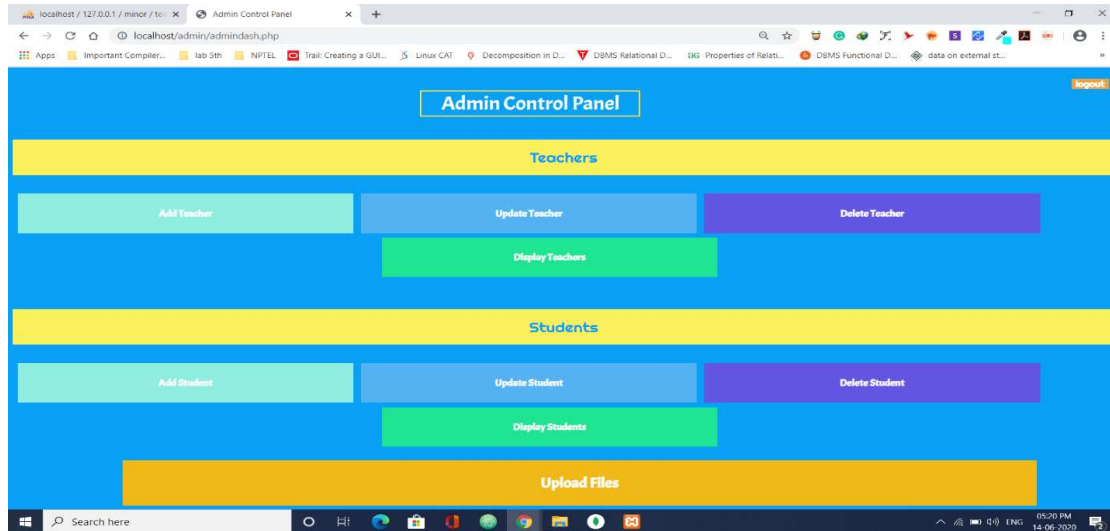 localhost / 127.0.0.1 / minor / te
Admin Control Panel
localhost/admin/admindash.php
Apps
Important Compiler...
lab 5th
NPTEL
Trail: Creating a GUI...
Linux CAT
Decomposition in D...
DBMS Relational D...
Properties of Relati...
DBMS Functional D...
data on external st...
logout
Admin Control Panel
Teachers
Add Teacher
Update Teacher
Delete Teacher
Display Teachers
Students
Add Student
Update Student
Delete Student
Display Students
Upload Files
Search here
ENG
05:20 PM
14-06-2020